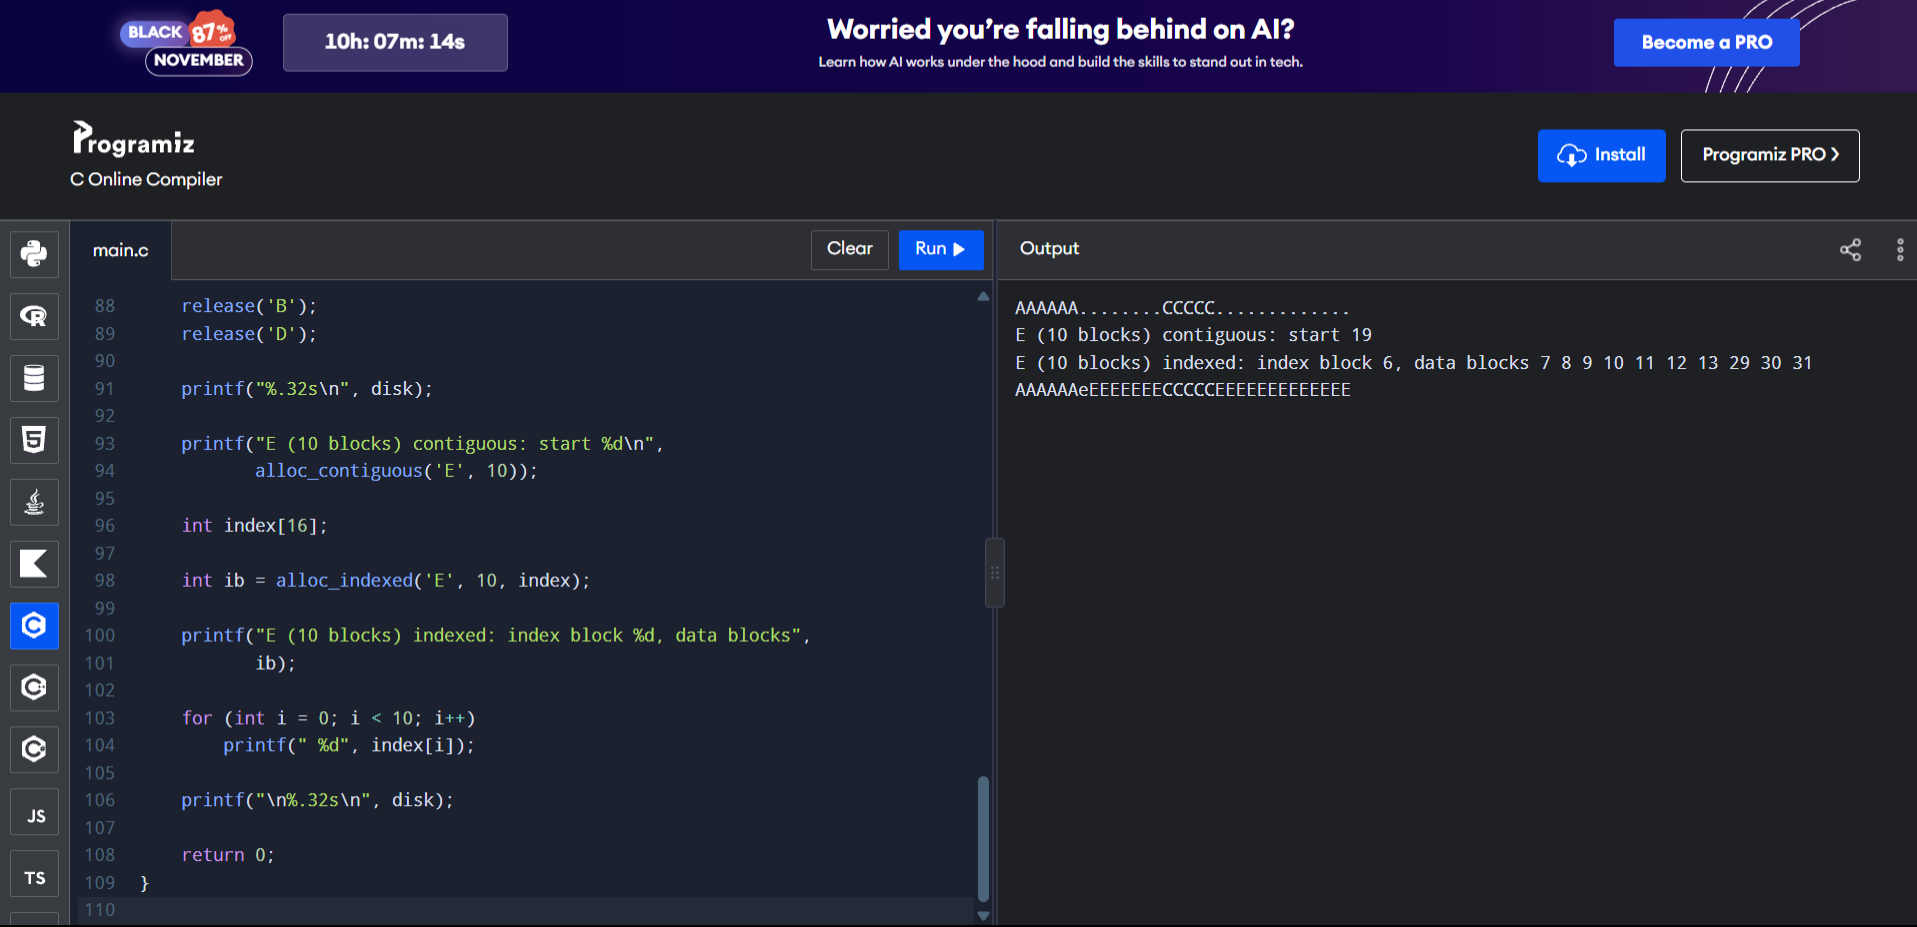 BLACK 87% OFF
NOVEMBER
10h: 07m: 14s
Worried you’re falling behind on AI?
Learn how AI works under the hood and build the skills to stand out in tech.
Become a PRO
Programiz
C Online Compiler
Install
Programiz PRO ❯
main.c
Clear
Run
Output
JS
TS
88 release('B');
89 release('D');
90
91 printf("%.32s\n", disk);
92
93 printf("E (10 blocks) contiguous: start %d\n",
94 alloc_contiguous('E', 10));
95
96 int index[16];
97
98 int ib = alloc_indexed('E', 10, index);
99
100 printf("E (10 blocks) indexed: index block %d, data blocks",
101 ib);
102
103 for (int i = 0; i < 10; i++)
104 printf(" %d", index[i]);
105
106 printf("\n%.32s\n", disk);
107
108 return 0;
109 }
110
AAAAAA........CCCCC.............
E (10 blocks) contiguous: start 19
E (10 blocks) indexed: index block 6, data blocks 7 8 9 10 11 12 13 29 30 31
AAAAAAeEEEEEEECCCCCEEEEEEEEEEEEE